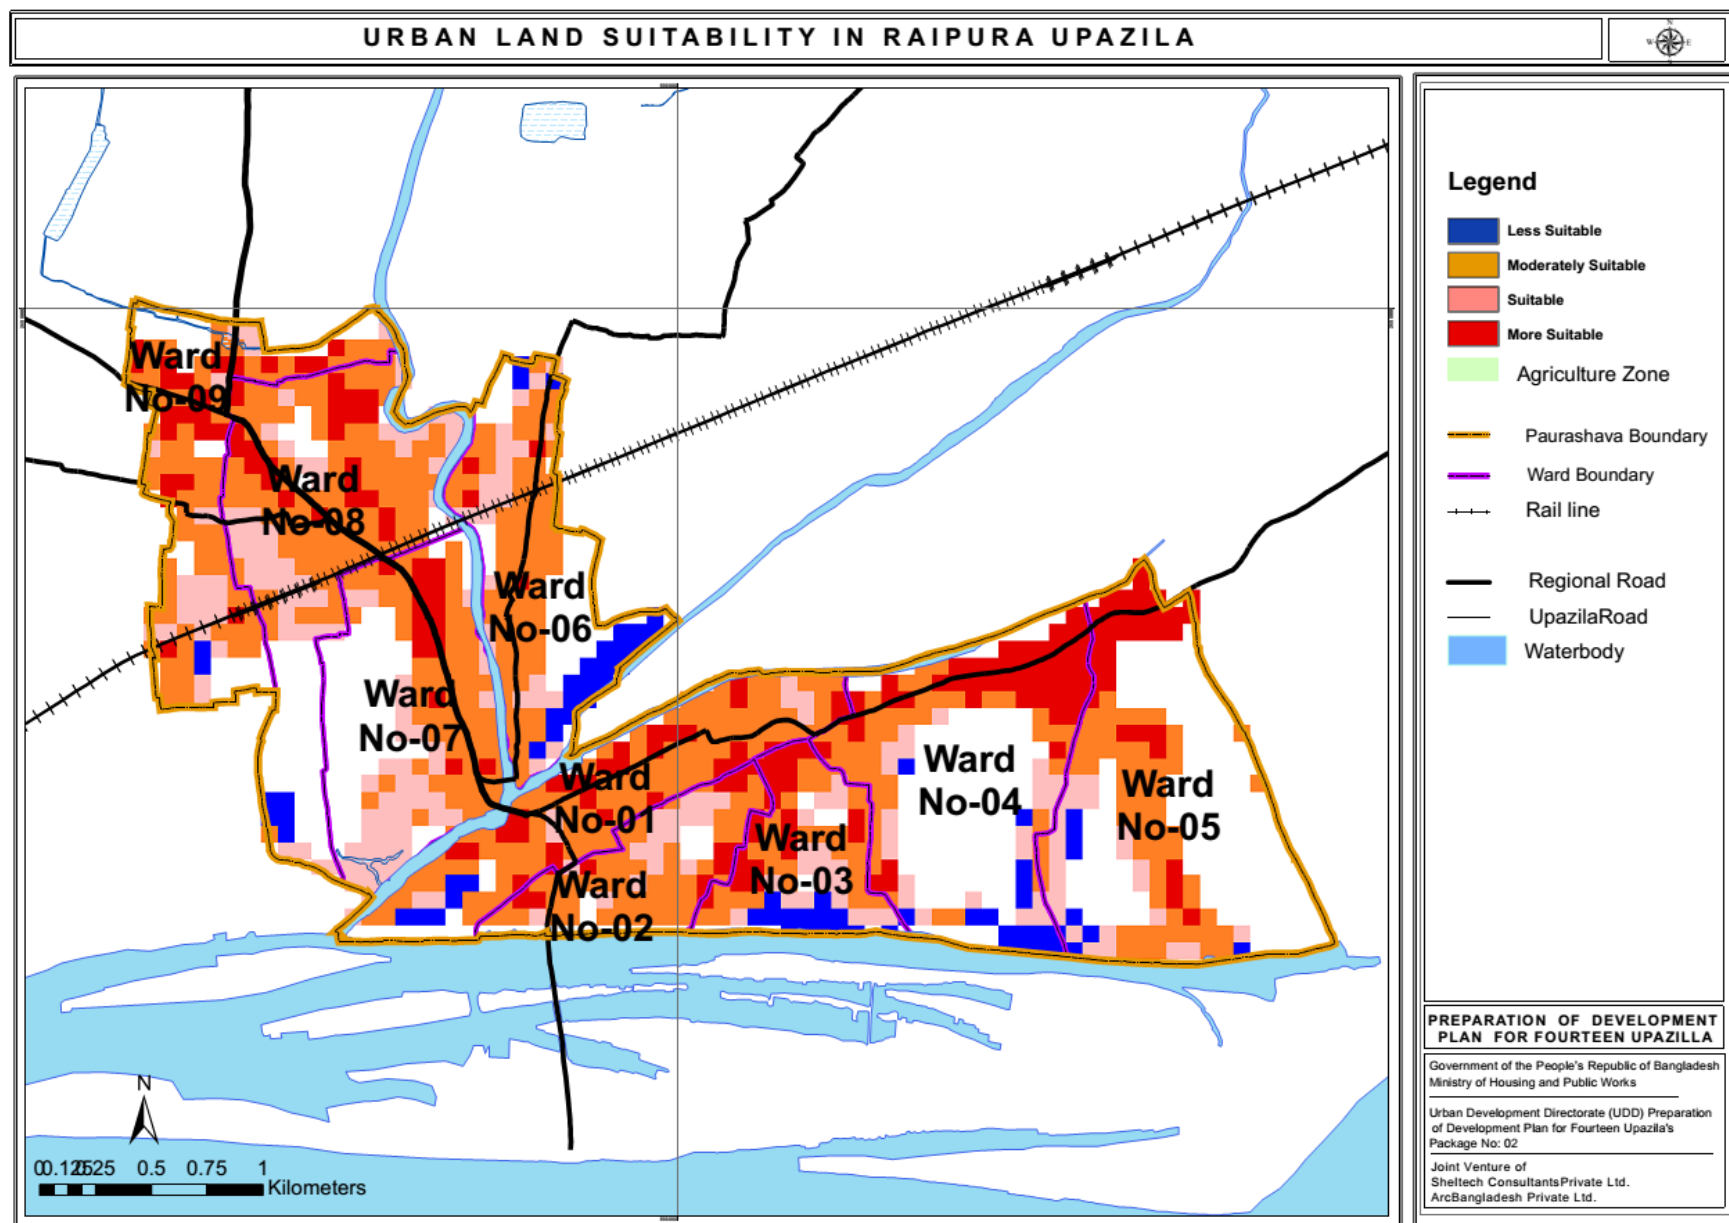 URBAN LAND SUITABILITY IN RAIPURA UPAZILA
N
W
E
Ward
No-09
Ward
No-08
Ward
No-06
Ward
No-07
Ward
No-01
Ward
No-02
Ward
No-03
Ward
No-04
Ward
No-05
N
0 0.125 0.25 0.5 0.75 1
Kilometers
Legend
Less Suitable
Moderately Suitable
Suitable
More Suitable
Agriculture Zone
Paurashava Boundary
Ward Boundary
Rail line
Regional Road
UpazilaRoad
Waterbody
PREPARATION OF DEVELOPMENT
PLAN FOR FOURTEEN UPAZILLA
Government of the People's Republic of Bangladesh
Ministry of Housing and Public Works
Urban Development Directorate (UDD) Preparation
of Development Plan for Fourteen Upazila's
Package No: 02
Joint Venture of
Sheltech ConsultantsPrivate Ltd.
ArcBangladesh Private Ltd.